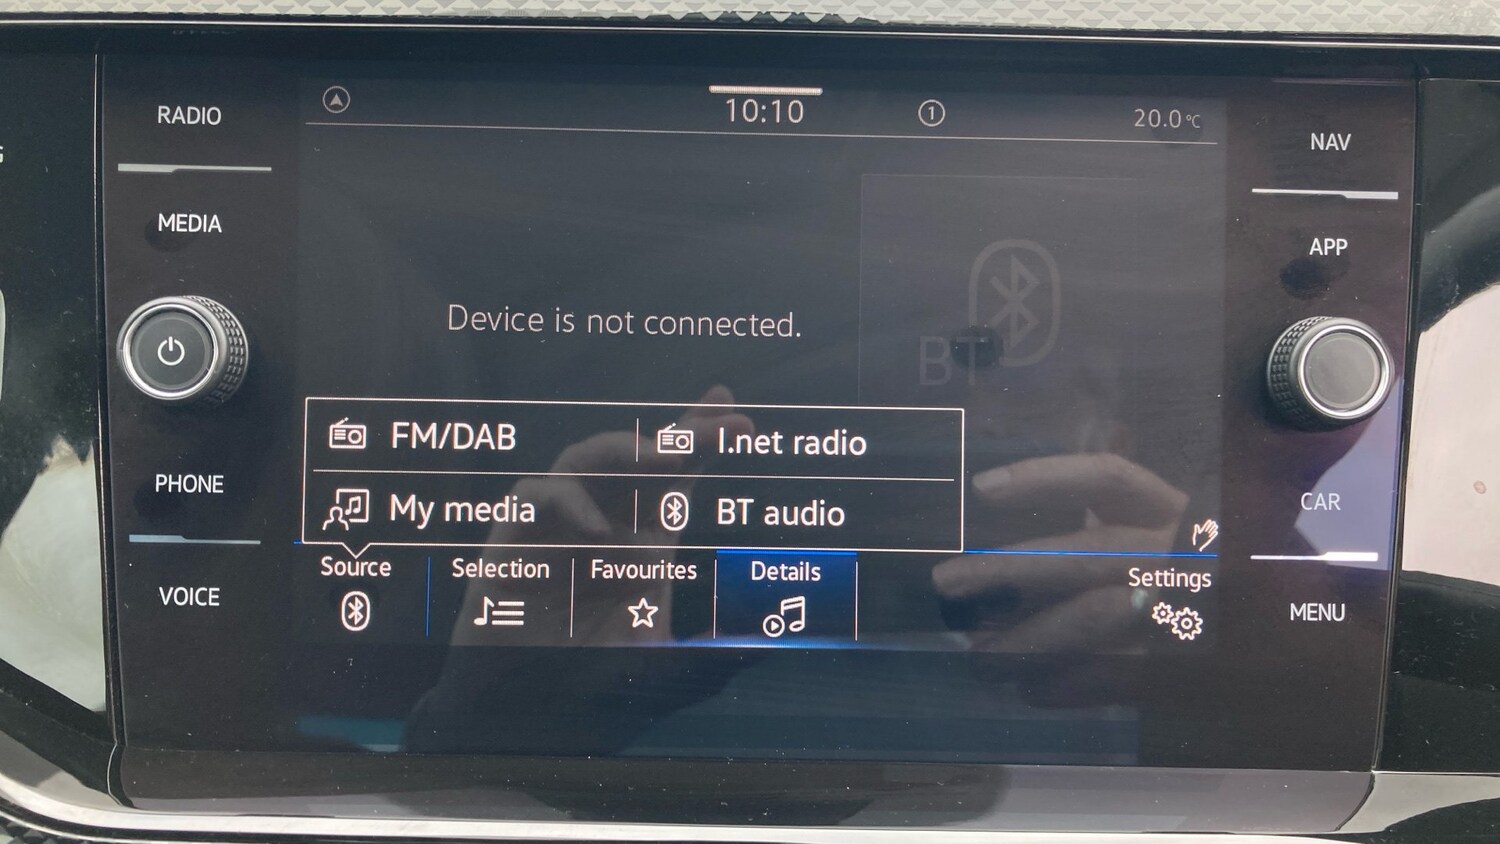 RADIO
MEDIA
PHONE
VOICE
10:10
1
20.0°C
Device is not connected.
BT
FM/DAB
I.net radio
My media
BT audio
Source
Selection
Favourites
Details
Settings
NAV
APP
CAR
MENU